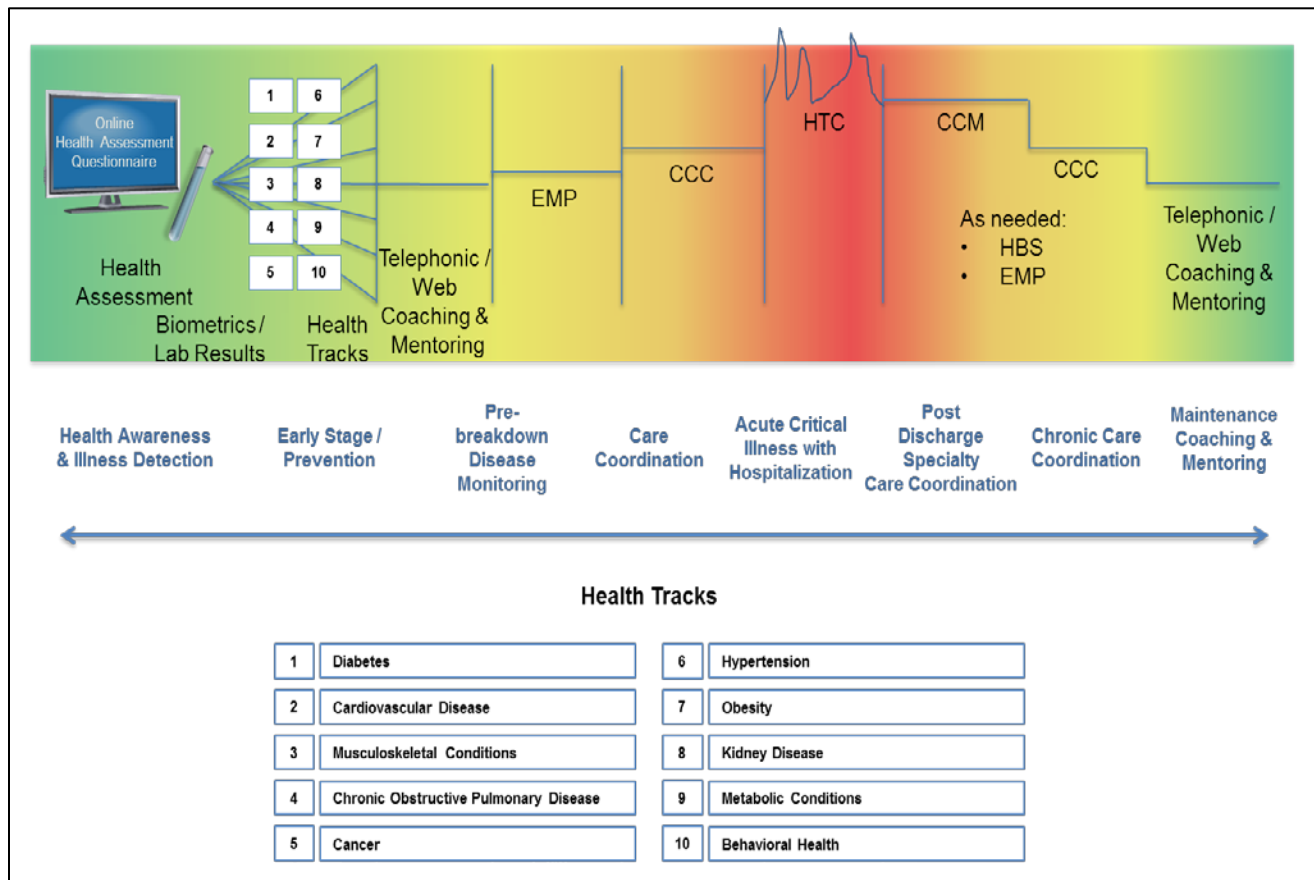 Online
Health Assessment
Questionnaire
1
6
2
7
3
8
4
9
5
10
Health
Assessment
Biometrics /
Lab Results
Health
Tracks
Telephonic /
Web
Coaching &
Mentoring
EMP
CCC
HTC
CCM
CCC
As needed:
• HBS
• EMP
Telephonic /
Web
Coaching &
Mentoring
Health Awareness
& Illness Detection
Early Stage /
Prevention
Pre-
breakdown
Disease
Monitoring
Care
Coordination
Acute Critical
Illness with
Hospitalization
Post
Discharge
Specialty
Care Coordination
Chronic Care
Coordination
Maintenance
Coaching &
Mentoring
Health Tracks
1 Diabetes
2 Cardiovascular Disease
3 Musculoskeletal Conditions
4 Chronic Obstructive Pulmonary Disease
5 Cancer
6 Hypertension
7 Obesity
8 Kidney Disease
9 Metabolic Conditions
10 Behavioral Health